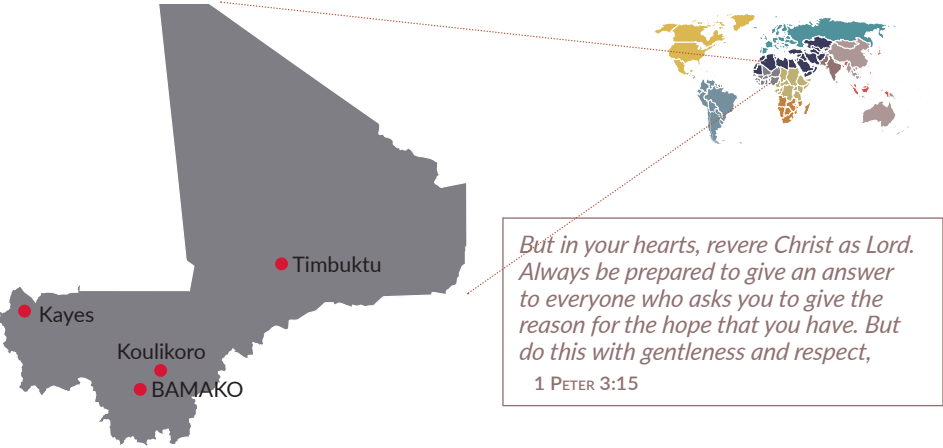 Timbuktu
Kayes
Koulikoro
BAMAKO
But in your hearts, revere Christ as Lord.
Always be prepared to give an answer
to everyone who asks you to give the
reason for the hope that you have. But
do this with gentleness and respect,
1 Peter 3:15